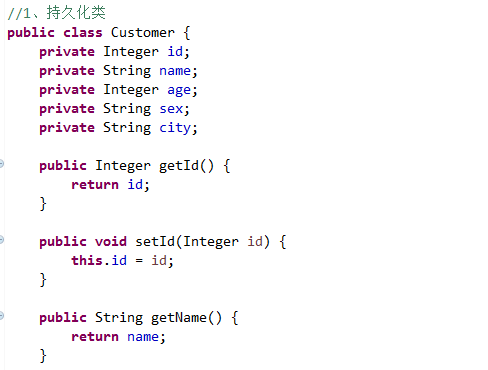 //1、持久化类
public class Customer {
    private Integer id;
    private String name;
    private Integer age;
    private String sex;
    private String city;
    public Integer getId() {
        return id;
    }
    public void setId(Integer id) {
        this.id = id;
    }
    public String getName() {
        return name;
    }